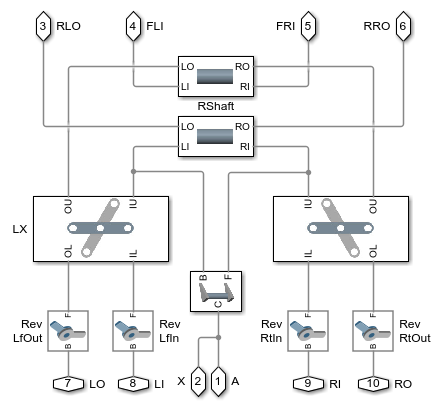 3 RLO
4 FLI
FRI 5
RRO 6
LO RO
LI RI
RShaft
LO RO
LI RI
LX
OU IU
OL IL
IU OU
IL OL
B F
C
F
Rev
LfOut
B
F
Rev
LfIn
B
F
Rev
RtIn
B
F
Rev
RtOut
B
7 LO
8 LI
X 2
1 A
9 RI
10 RO